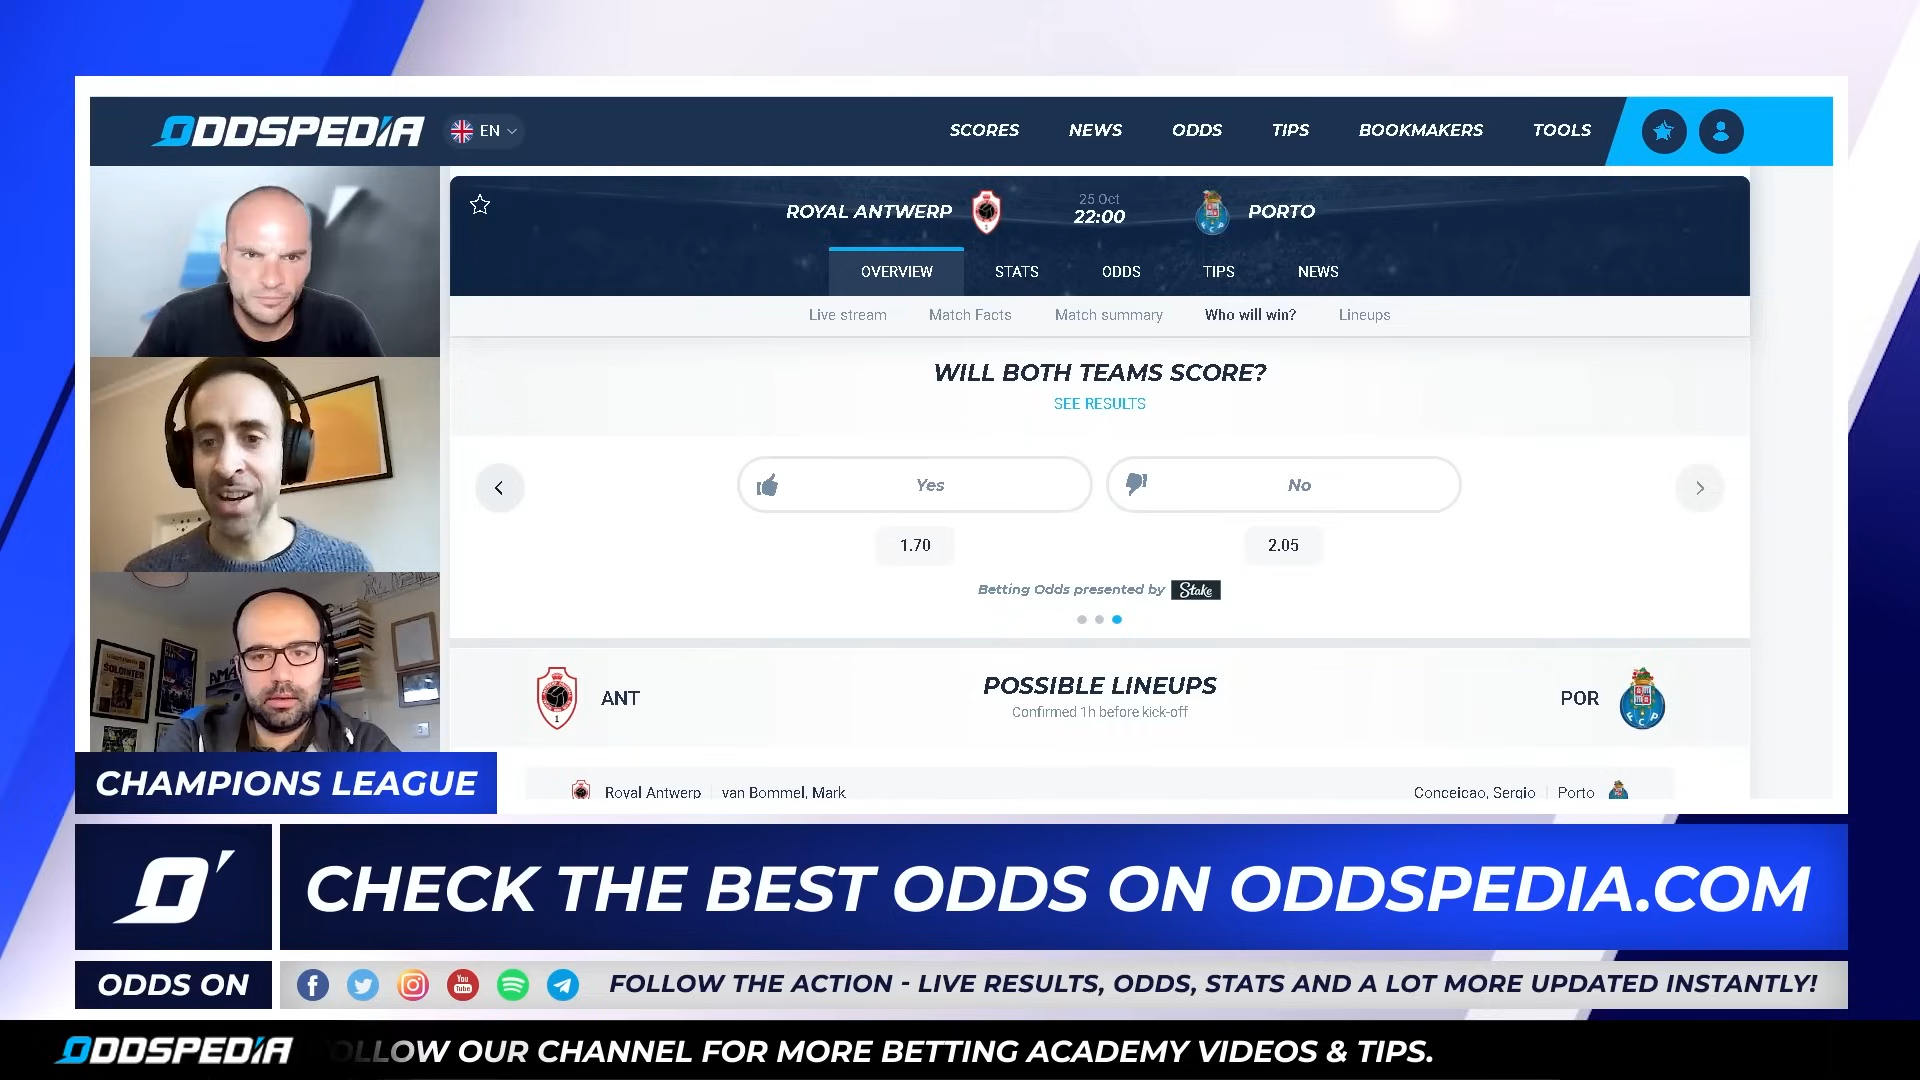 ODDSPEDIA
EN
SCORES NEWS ODDS TIPS BOOKMAKERS TOOLS
ROYAL ANTWERP
25 Oct
22:00
PORTO
OVERVIEW STATS ODDS TIPS NEWS
Live stream Match Facts Match summary Who will win? Lineups
WILL BOTH TEAMS SCORE?
SEE RESULTS
Yes
No
1.70
2.05
Betting Odds presented by Stake
ANT
POSSIBLE LINEUPS
Confirmed 1h before kick-off
POR
Royal Antwerp van Bommel, Mark
Conceicao, Sergio Porto
CHAMPIONS LEAGUE
CHECK THE BEST ODDS ON ODDSPEDIA.COM
ODDS ON
FOLLOW THE ACTION - LIVE RESULTS, ODDS, STATS AND A LOT MORE UPDATED INSTANTLY!
ODDSPEDIA
OLLOW OUR CHANNEL FOR MORE BETTING ACADEMY VIDEOS & TIPS.